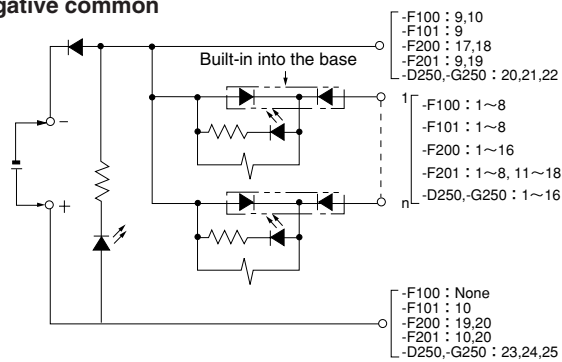 gative common
-F100 : 9,10
-F101 : 9
-F200 : 17,18
-F201 : 9,19
-D250,-G250 : 20,21,22
Built-in into the base
−
+
1
n
-F100 : 1~8
-F101 : 1~8
-F200 : 1~16
-F201 : 1~8, 11~18
-D250,-G250 : 1~16
-F100 : None
-F101 : 10
-F200 : 19,20
-F201 : 10,20
-D250,-G250 : 23,24,25